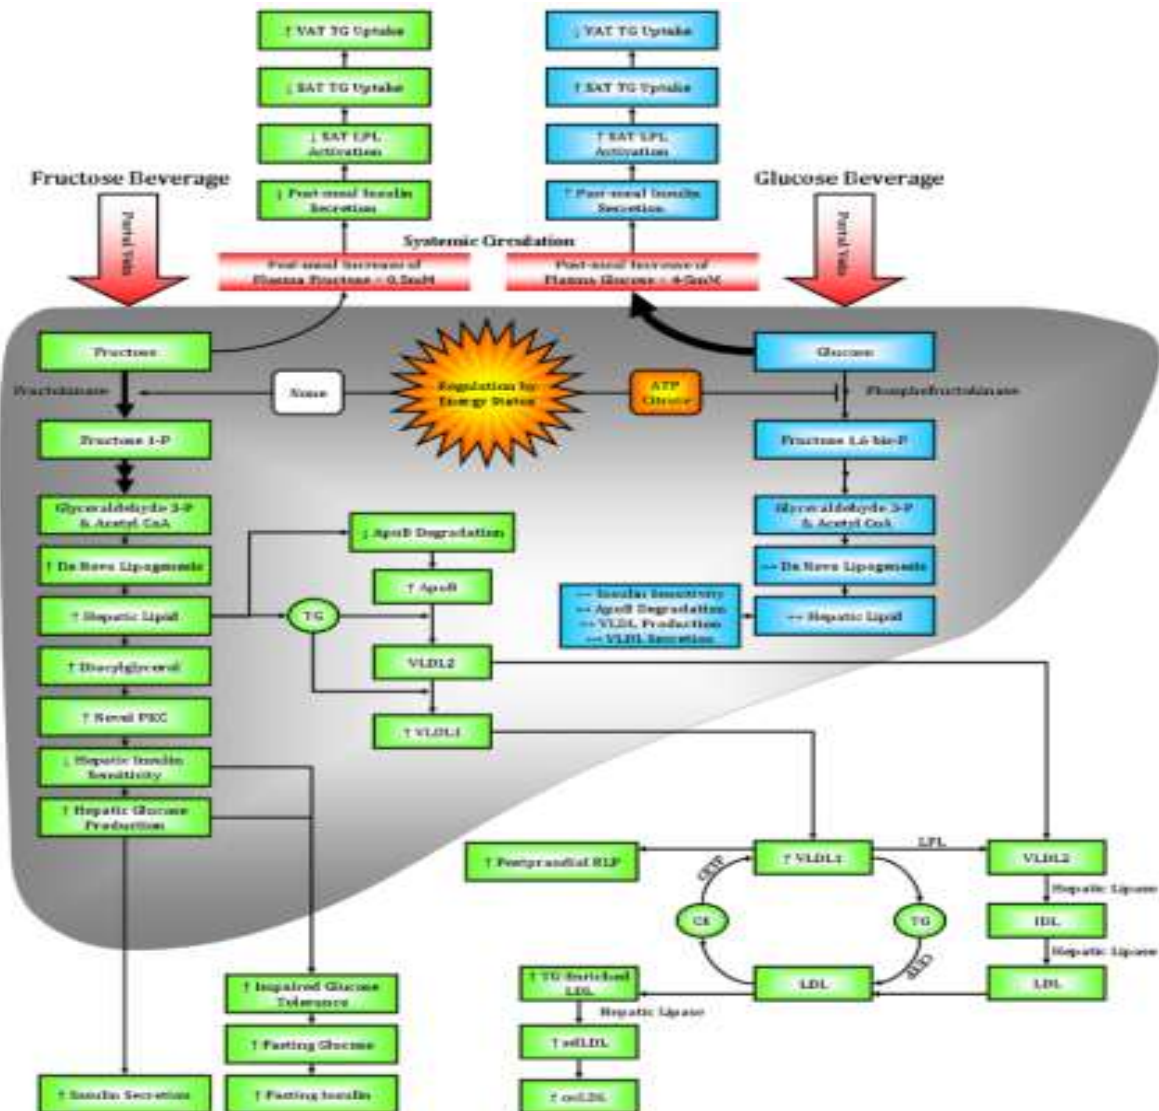 ↑ VAT TG Uptake
↓ VAT TG Uptake
↓ SAT TG Uptake
↑ SAT TG Uptake
↓ SAT LPL
Activation
↑ SAT LPL
Activation
Fructose Beverage
Glucose Beverage
↓ Post-meal Insulin
Secretion
↑ Post-meal Insulin
Secretion
Portal Vein
Portal Vein
Systemic Circulation
Post-meal Increase of
Plasma Fructose
Post-meal Increase of
Plasma Glucose
Fructose
Glucose
Fructokinase
None
Regulation by
Energy Status
ATP
Citrate
Phosphofructokinase
Fructose 1-P
Fructose 1,6 bis-P
Glyceraldehyde 3-P
& Acetyl CoA
Glyceraldehyde 3-P
& Acetyl CoA
↓ ApoB Degradation
↑ De Novo Lipogenesis
↔ De Novo Lipogenesis
↑ ApoB
↔ Insulin Sensitivity
↔ ApoB Degradation
↔ VLDL Production
↔ VLDL Secretion
↑ Hepatic Lipid
TG
↔ Hepatic Lipid
↑ Diacylglycerol
VLDL2
↑ Novel PKC
↑ VLDL1
↓ Hepatic Insulin
Sensitivity
↑ Hepatic Glucose
Production
↑ Postprandial RLP
↑ VLDL1
LPL
VLDL2
CETP
Hepatic Lipase
CE
TG
IDL
CETP
Hepatic Lipase
↑ TG-Enriched
LDL
LDL
LDL
↑ Impaired Glucose
Tolerance
Hepatic Lipase
↑ Fasting Glucose
↑ sdLDL
↑ Insulin Secretion
↑ Fasting Insulin
↑ oxLDL